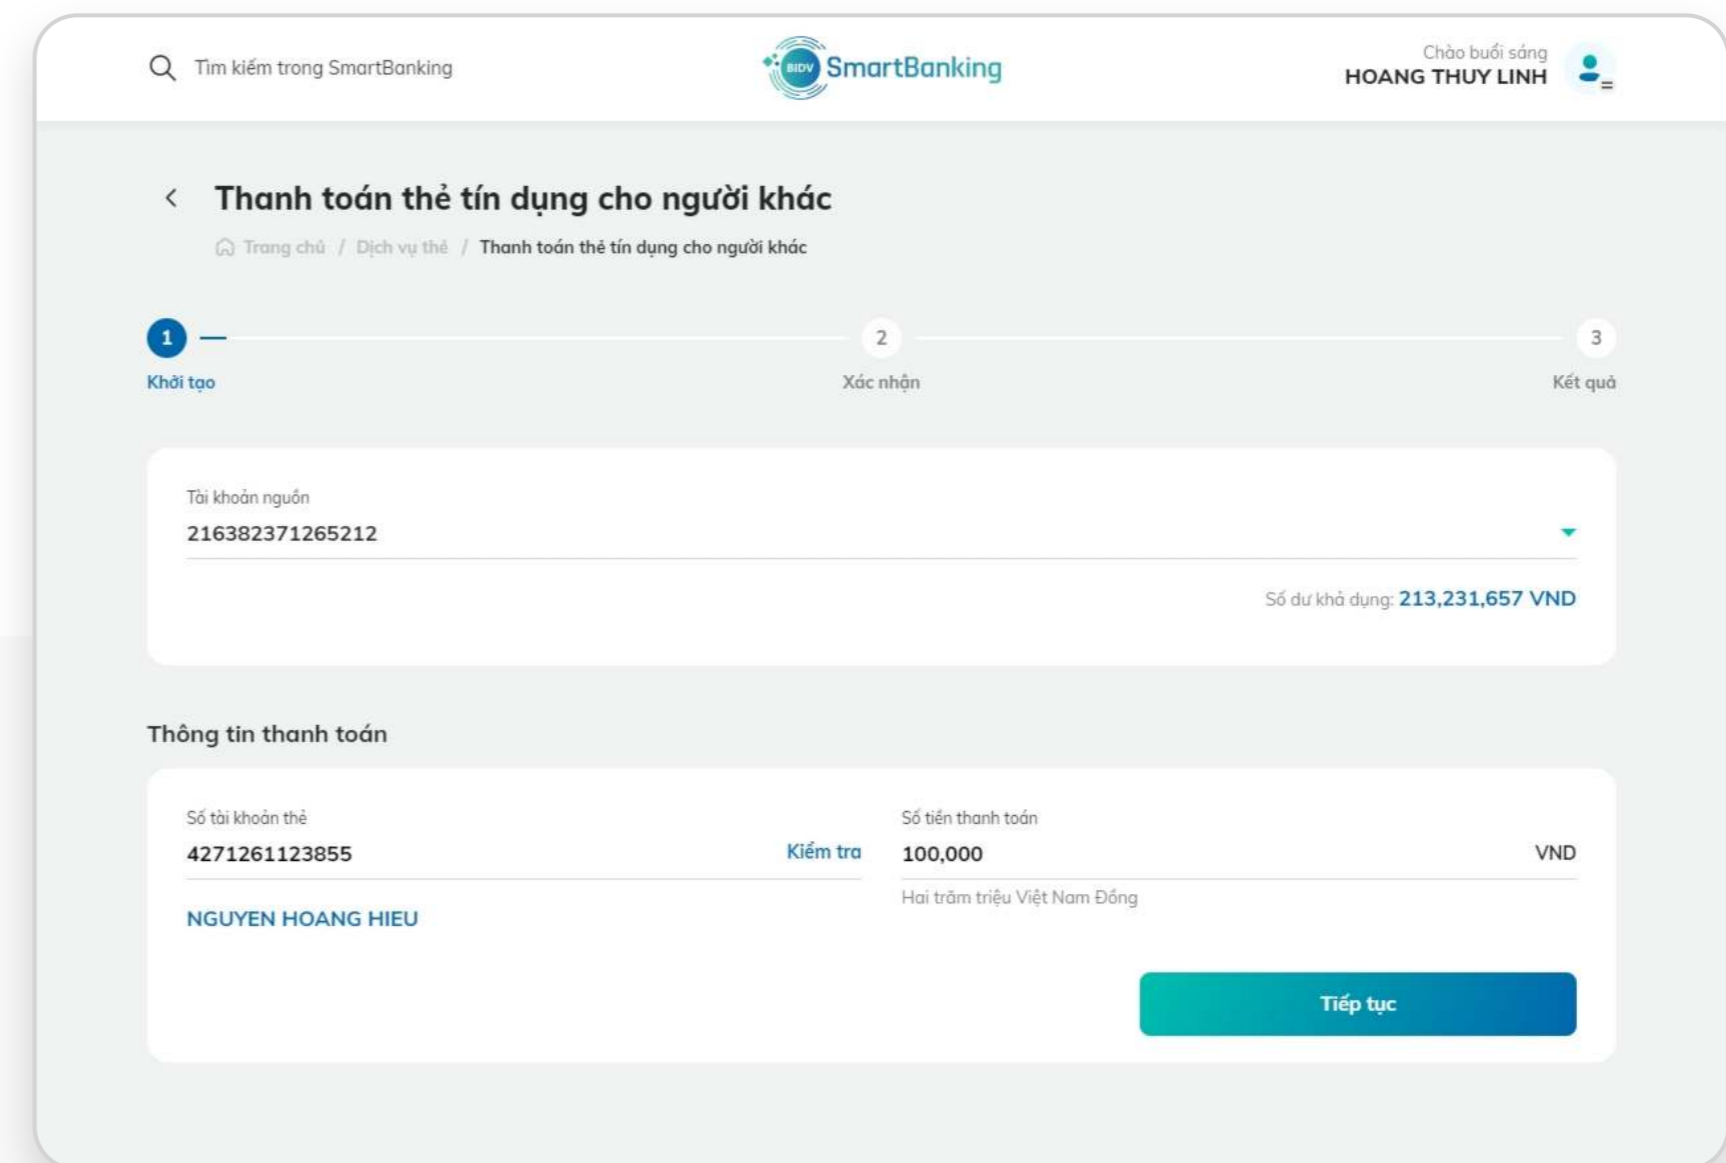 Tìm kiếm trong SmartBanking
BIDV SmartBanking
Chào buổi sáng
HOANG THUY LINH
Thanh toán thẻ tín dụng cho người khác
Trang chủ / Dịch vụ thẻ / Thanh toán thẻ tín dụng cho người khác
1
2
3
Khởi tạo
Xác nhận
Kết quả
Tài khoản nguồn
216382371265212
Số dư khả dụng: 213,231,657 VND
Thông tin thanh toán
Số tài khoản thẻ
4271261123855
Kiểm tra
NGUYEN HOANG HIEU
Số tiền thanh toán
100,000
VND
Hai trăm triệu Việt Nam Đồng
Tiếp tục